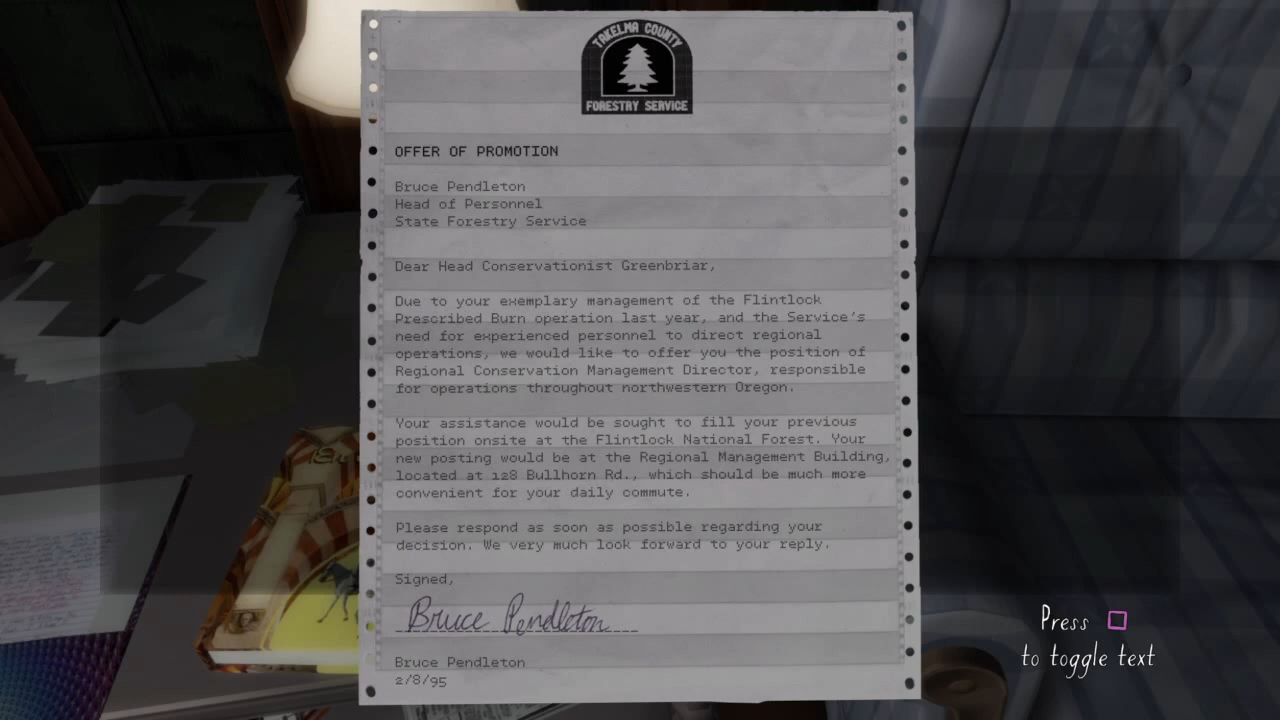 TAKELMA COUNTY
FORESTRY SERVICE
OFFER OF PROMOTION
Bruce Pendleton
Head of Personnel
State Forestry Service
Dear Head Conservationist Greenbriar,
Due to your exemplary management of the Flintlock
Prescribed Burn operation last year, and the Service's
need for experienced personnel to direct regional
operations, we would like to offer you the position of
Regional Conservation Management Director, responsible
for operations throughout northwestern Oregon.
Your assistance would be sought to fill your previous
position onsite at the Flintlock National Forest. Your
new posting would be at the Regional Management Building,
located at 128 Bullhorn Rd., which should be much more
convenient for your daily commute.
Please respond as soon as possible regarding your
decision. We very much look forward to your reply.
Signed,
Bruce Pendleton
Bruce Pendleton
2/8/95
Press
to toggle text